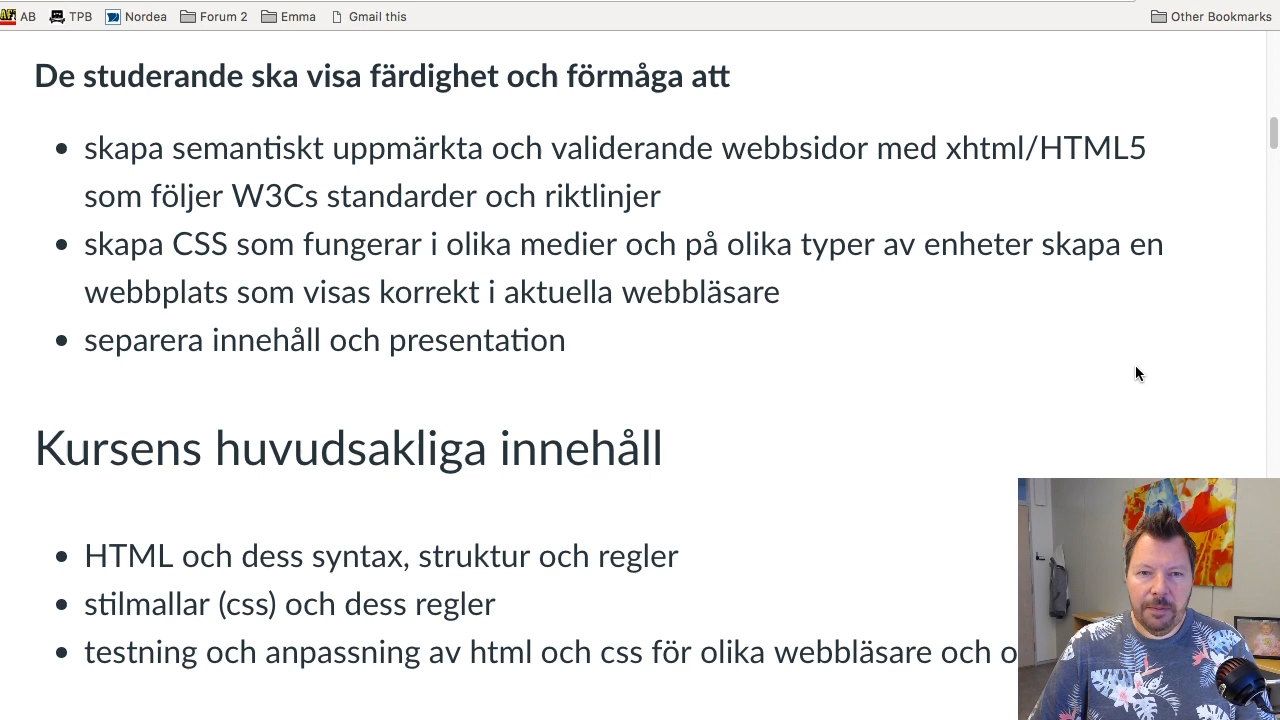 AB TPB Nordea Forum 2 Emma Gmail this Other Bookmarks
De studerande ska visa färdighet och förmåga att
skapa semantiskt uppmärkta och validerande webbsidor med xhtml/HTML5
som följer W3Cs standarder och riktlinjer
skapa CSS som fungerar i olika medier och på olika typer av enheter skapa en
webbplats som visas korrekt i aktuella webbläsare
separera innehåll och presentation
Kursens huvudsakliga innehåll
HTML och dess syntax, struktur och regler
stilmallar (css) och dess regler
testning och anpassning av html och css för olika webbläsare och o